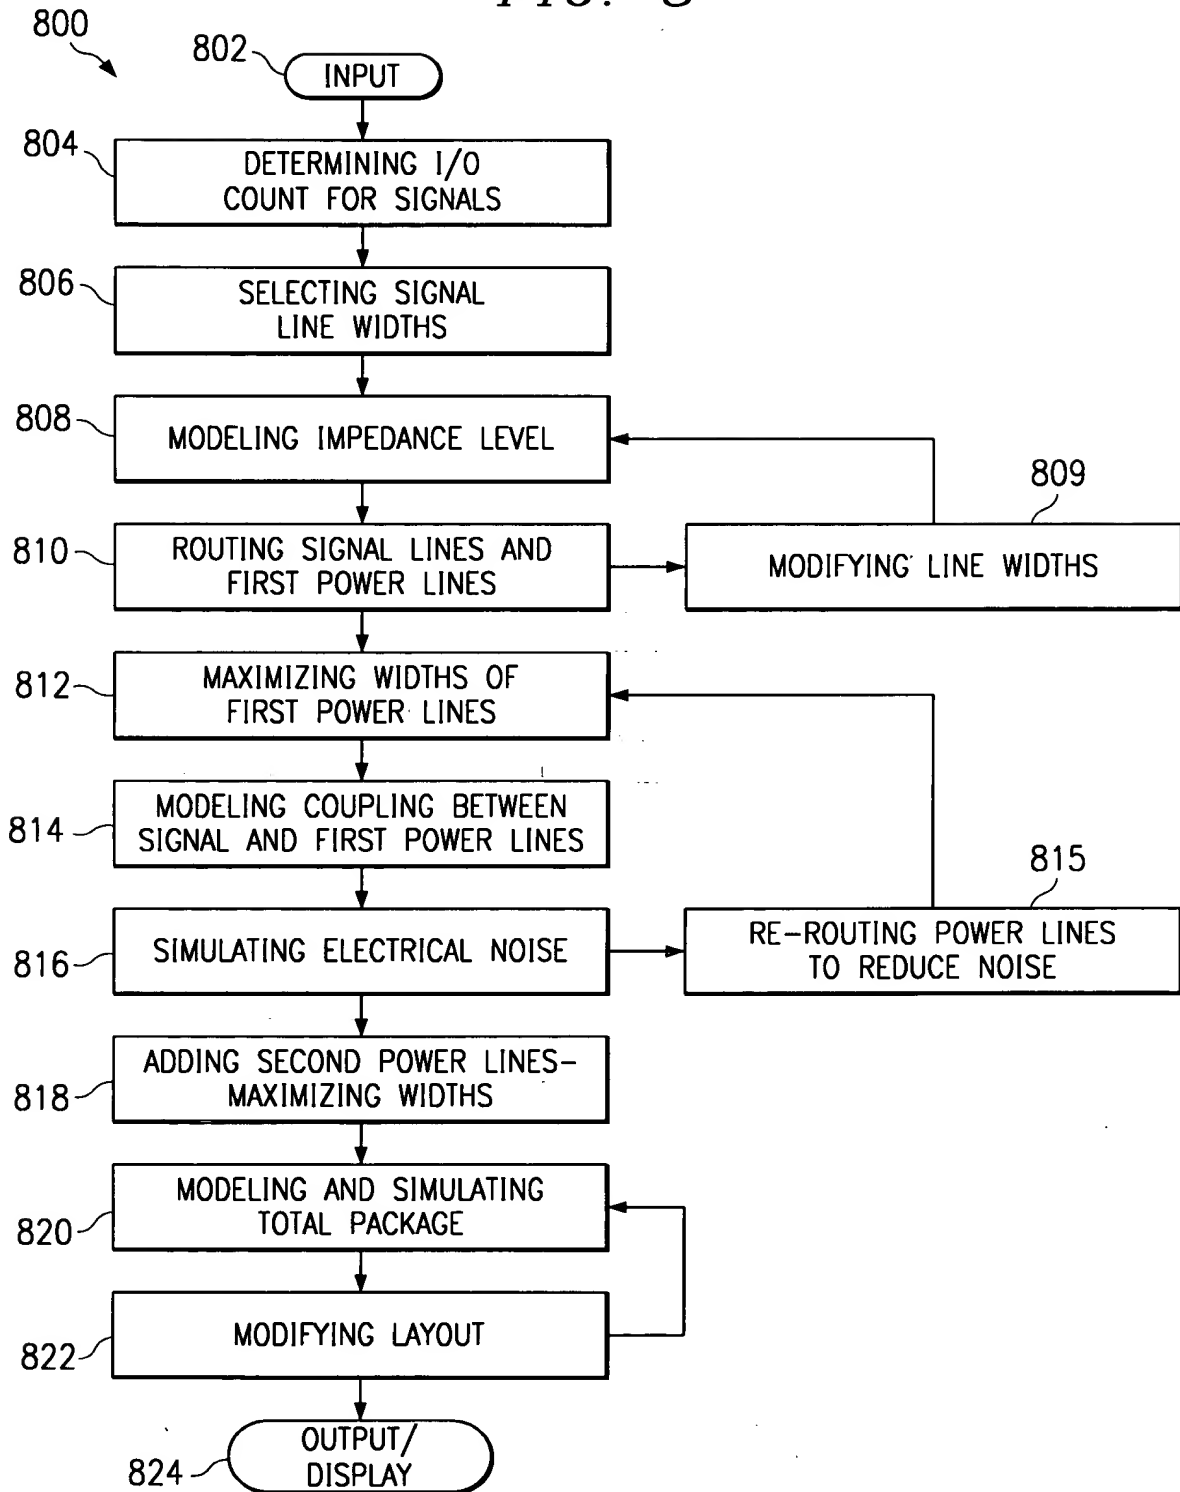 800
802
INPUT
804
DETERMINING I/O
COUNT FOR SIGNALS
806
SELECTING SIGNAL
LINE WIDTHS
808
MODELING IMPEDANCE LEVEL
809
810
ROUTING SIGNAL LINES AND
FIRST POWER LINES
MODIFYING LINE WIDTHS
812
MAXIMIZING WIDTHS OF
FIRST POWER LINES
814
MODELING COUPLING BETWEEN
SIGNAL AND FIRST POWER LINES
815
816
SIMULATING ELECTRICAL NOISE
RE-ROUTING POWER LINES
TO REDUCE NOISE
818
ADDING SECOND POWER LINES-
MAXIMIZING WIDTHS
820
MODELING AND SIMULATING
TOTAL PACKAGE
822
MODIFYING LAYOUT
824
OUTPUT/
DISPLAY